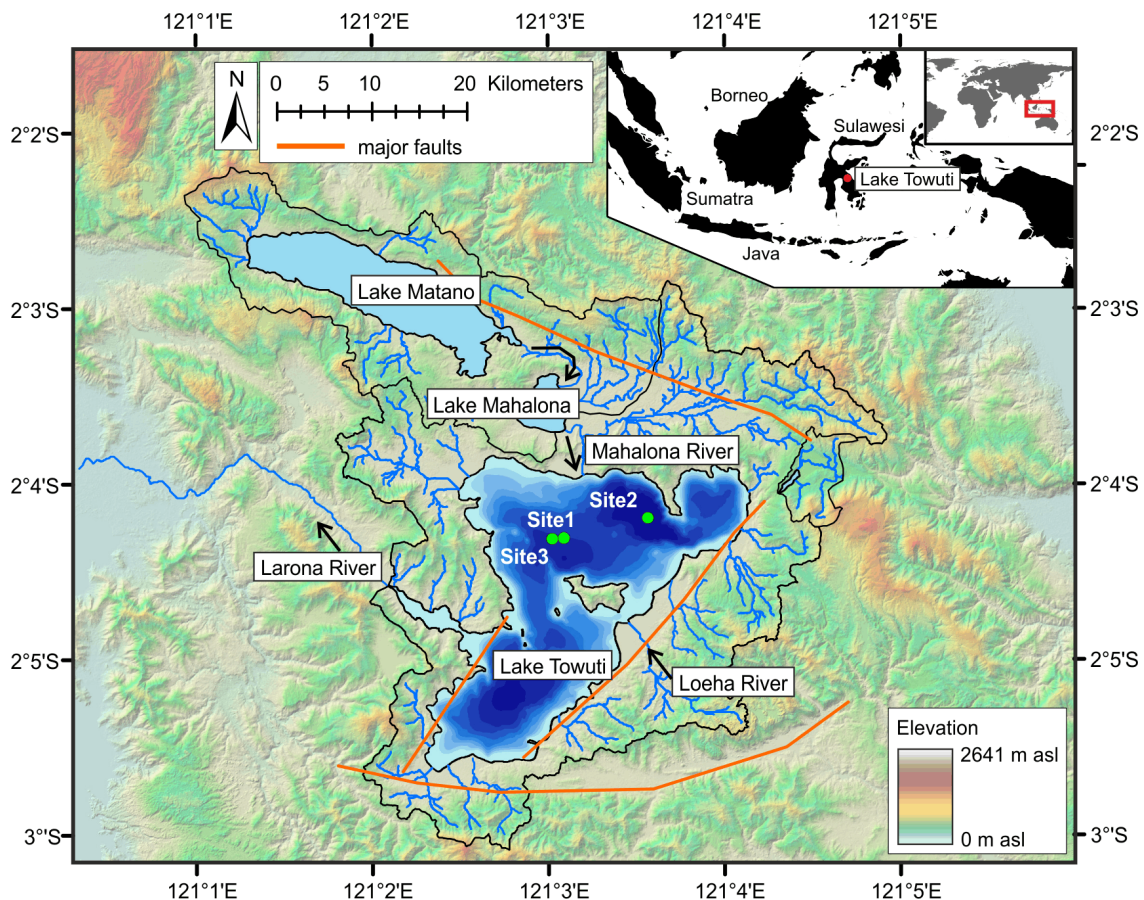 121°1'E
121°2'E
121°3'E
121°4'E
121°5'E
N
0 5 10 20 Kilometers
major faults
Borneo
Sulawesi
Lake Towuti
Sumatra
Java
2°2'S
2°2'S
Lake Matano
2°3'S
2°3'S
Lake Mahalona
Mahalona River
2°4'S
2°4'S
Site2
Site1
Site3
Larona River
Lake Towuti
2°5'S
2°5'S
Loeha River
Elevation
2641 m asl
0 m asl
3°'S
3°'S
121°1'E
121°2'E
121°3'E
121°4'E
121°5'E